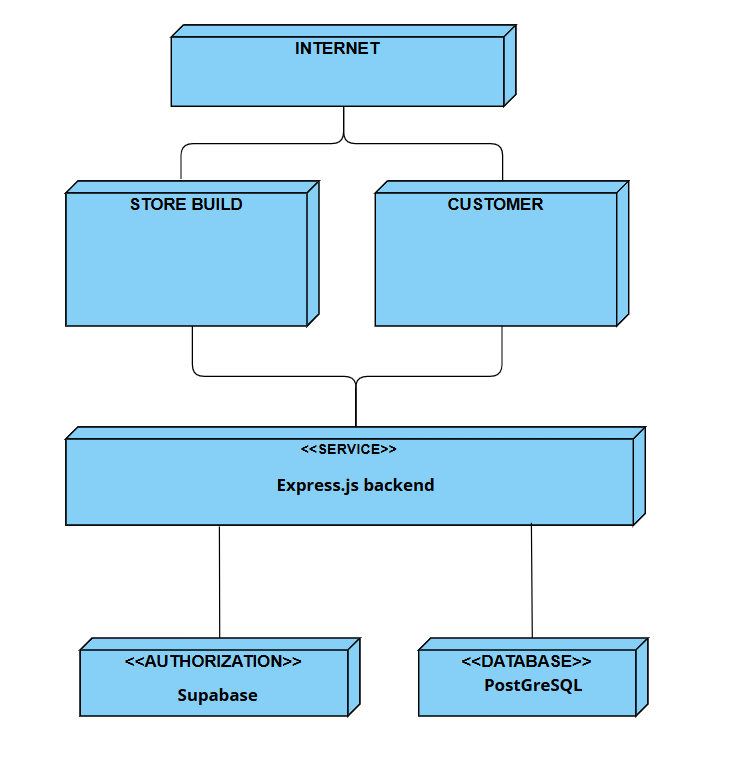 INTERNET
STORE BUILD
CUSTOMER
<<SERVICE>>
Express.js backend
<<AUTHORIZATION>>
Supabase
<<DATABASE>>
PostGreSQL